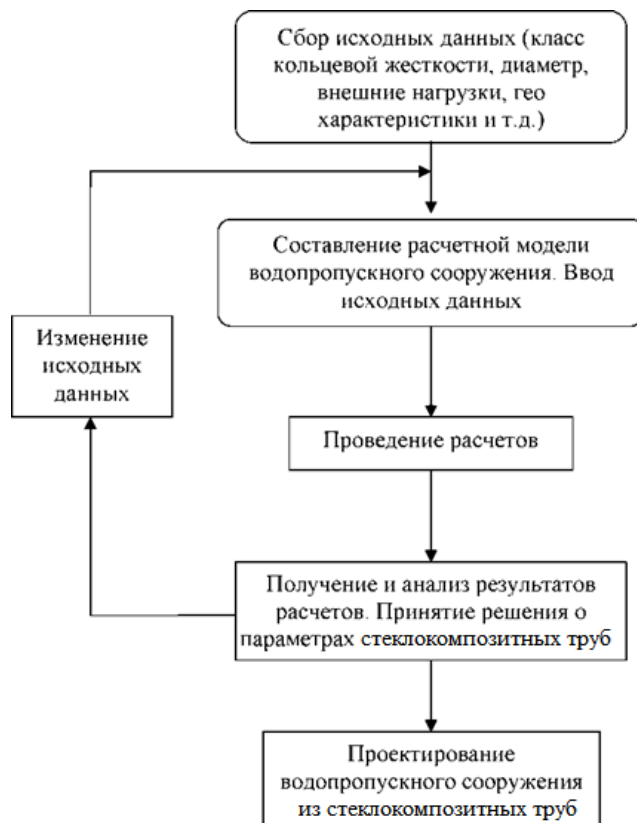 Сбор исходных данных (класс
кольцевой жесткости, диаметр,
внешние нагрузки, гео
характеристики и т.д.)
Составление расчетной модели
водопропускного сооружения. Ввод
исходных данных
Изменение
исходных
данных
Проведение расчетов
Получение и анализ результатов
расчетов. Принятие решения о
параметрах стеклокомпозитных труб
Проектирование
водопропускного сооружения
из стеклокомпозитных труб